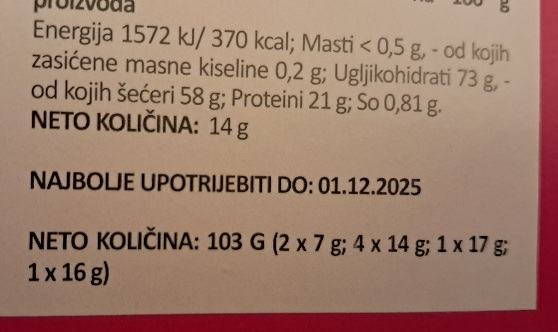 proizvoda 100 g
Energija 1572 kJ/ 370 kcal; Masti < 0,5 g, - od kojih
zasićene masne kiseline 0,2 g; Ugljikohidrati 73 g, -
od kojih šećeri 58 g; Proteini 21 g; So 0,81 g.
NETO KOLIČINA: 14 g
NAJBOLJE UPOTRIJEBITI DO: 01.12.2025
NETO KOLIČINA: 103 G (2 x 7 g; 4 x 14 g; 1 x 17 g;
1 x 16 g)